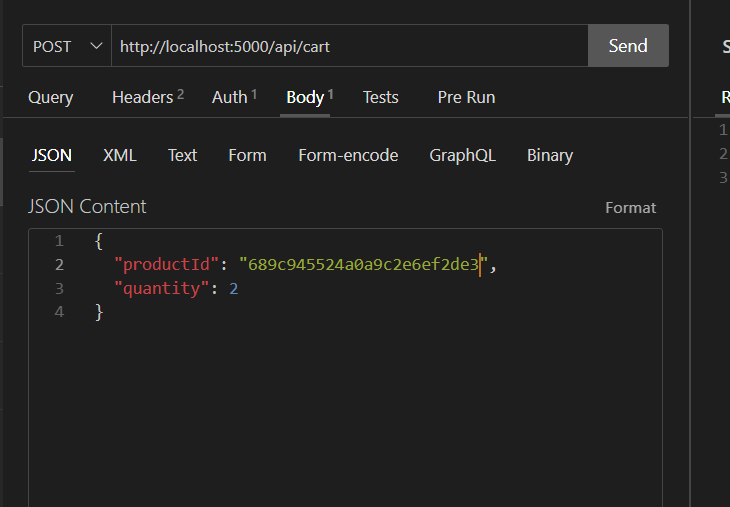 POST http://localhost:5000/api/cart Send
Query Headers 2 Auth 1 Body 1 Tests Pre Run
JSON XML Text Form Form-encode GraphQL Binary
JSON Content Format
1 {
2 "productId": "689c945524a0a9c2e6ef2de3",
3 "quantity": 2
4 }
S
R
1
2
3